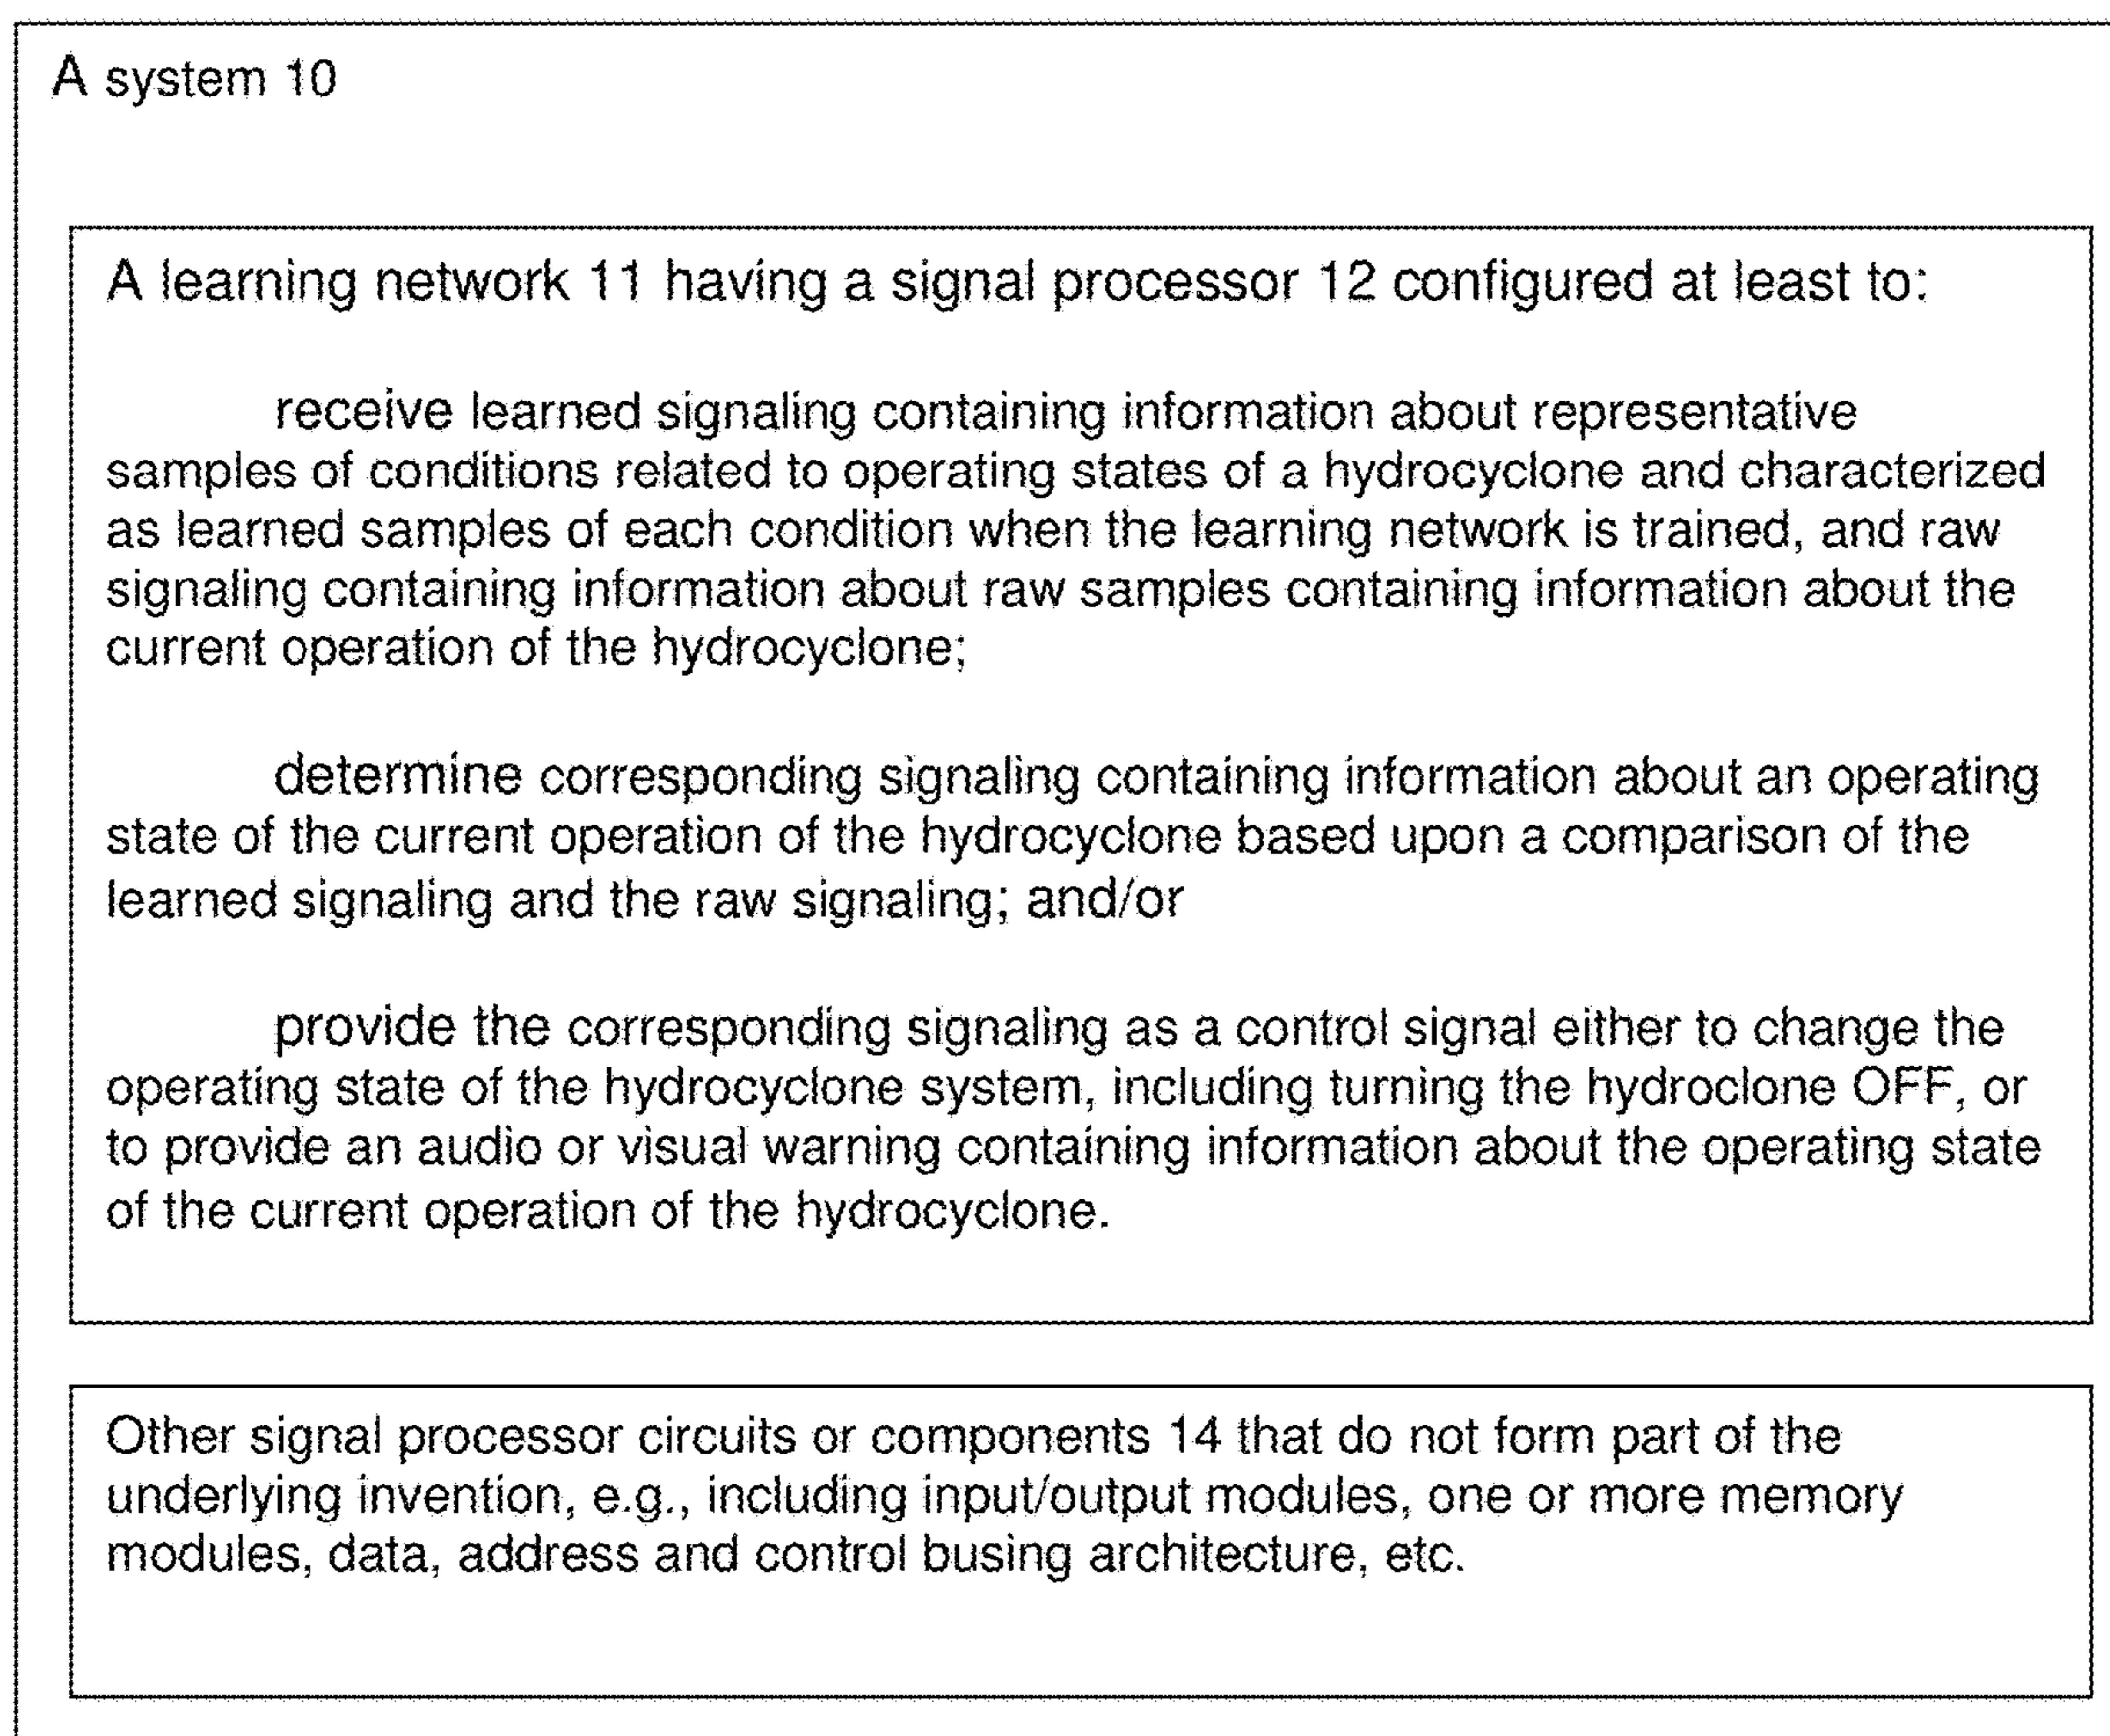 A system 10
A learning network 11 having a signal processor 12 configured at least to:
receive learned signaling containing information about representative
samples of conditions related to operating states of a hydrocyclone and characterized
as learned samples of each condition when the learning network is trained, and raw
signaling containing information about raw samples containing information about the
current operation of the hydrocyclone;
determine corresponding signaling containing information about an operating
state of the current operation of the hydrocyclone based upon a comparison of the
learned signaling and the raw signaling; and/or
provide the corresponding signaling as a control signal either to change the
operating state of the hydrocyclone system, including turning the hydroclone OFF, or
to provide an audio or visual warning containing information about the operating state
of the current operation of the hydrocyclone.
Other signal processor circuits or components 14 that do not form part of the
underlying invention, e.g., including input/output modules, one or more memory
modules, data, address and control busing architecture, etc.